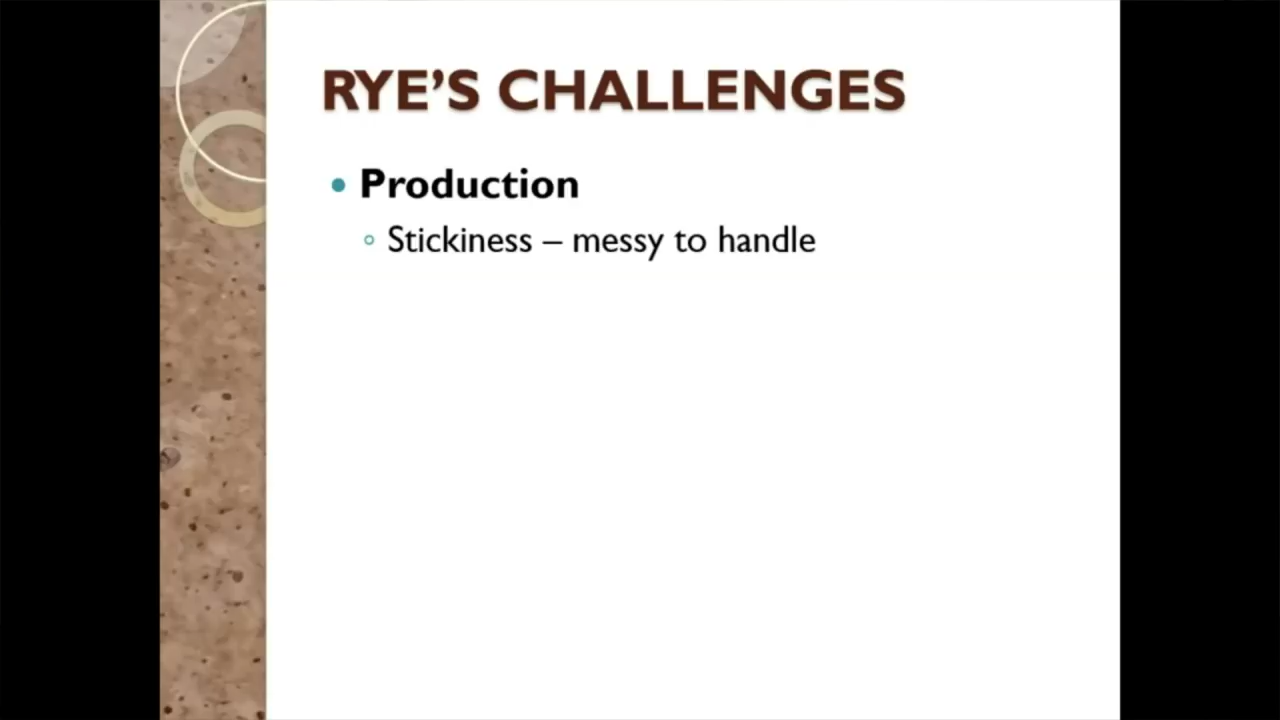 RYE’S CHALLENGES
• Production
◦ Stickiness – messy to handle